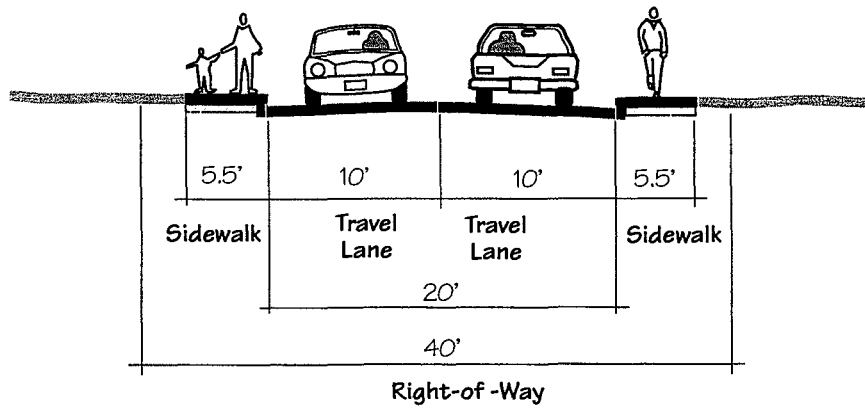 5.5' 10' 10' 5.5'
Sidewalk Travel Lane Travel Lane Sidewalk
20'
40'
Right-of -Way